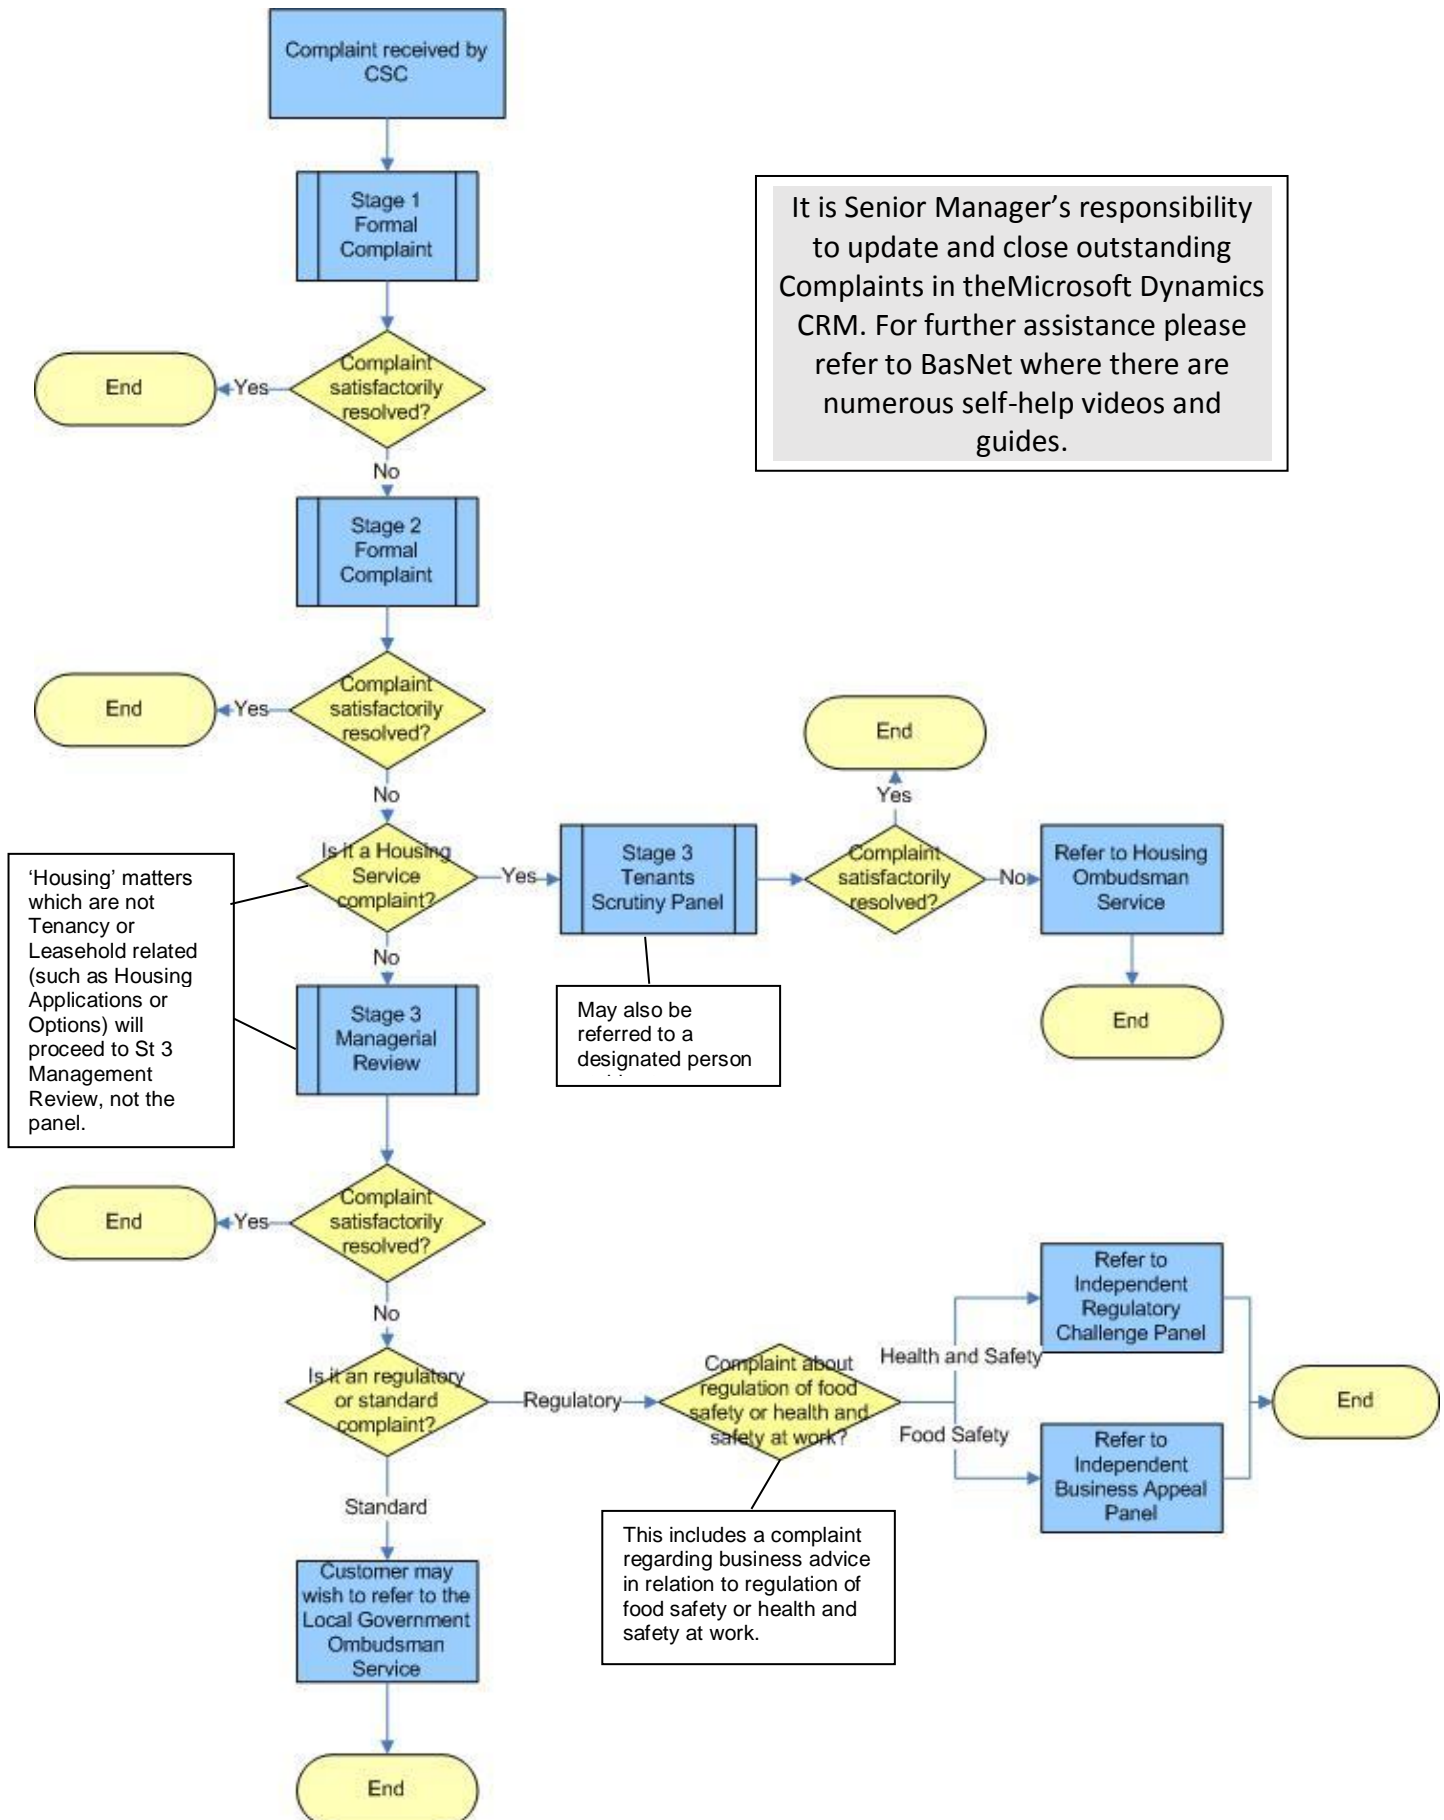 Complaint received by
CSC
Stage 1
Formal
Complaint
It is Senior Manager’s responsibility
to update and close outstanding
Complaints in theMicrosoft Dynamics
CRM. For further assistance please
refer to BasNet where there are
numerous self-help videos and
guides.
Complaint
satisfactorily
resolved?
Yes
End
No
Stage 2
Formal
Complaint
Complaint
satisfactorily
resolved?
Yes
End
No
Is it a Housing
Service
complaint?
Yes
Stage 3
Tenants
Scrutiny Panel
Complaint
satisfactorily
resolved?
Yes
End
No
Refer to Housing
Ombudsman
Service
End
May also be
referred to a
designated person
‘Housing’ matters
which are not
Tenancy or
Leasehold related
(such as Housing
Applications or
Options) will
proceed to St 3
Management
Review, not the
panel.
No
Stage 3
Managerial
Review
Complaint
satisfactorily
resolved?
Yes
End
No
Is it an regulatory
or standard
complaint?
Regulatory
Complaint about
regulation of food
safety or health and
safety at work?
Health and Safety
Refer to
Independent
Regulatory
Challenge Panel
Food Safety
Refer to
Independent
Business Appeal
Panel
End
This includes a complaint
regarding business advice
in relation to regulation of
food safety or health and
safety at work.
Standard
Customer may
wish to refer to the
Local Government
Ombudsman
Service
End